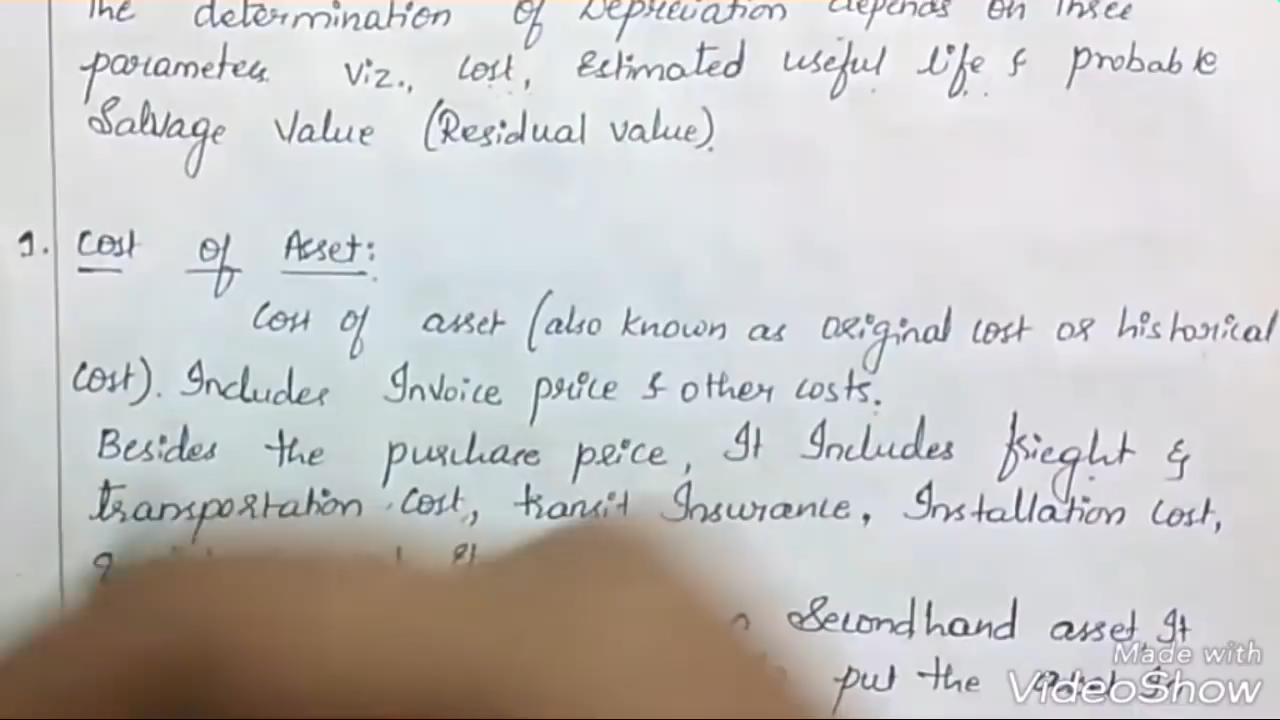 The determination of Depreciation depends on three
parameters viz., cost, Estimated useful life & probable
Salvage Value (Residual value).
1. Cost of Asset:
Cost of asset (also known as original cost or historical
cost). Includes Invoice price & other costs.
Besides the purchase price, It Includes frieght &
transportation cost, transit Insurance, Installation cost,
Secondhand asset, It
put the
Made with
VideoShow